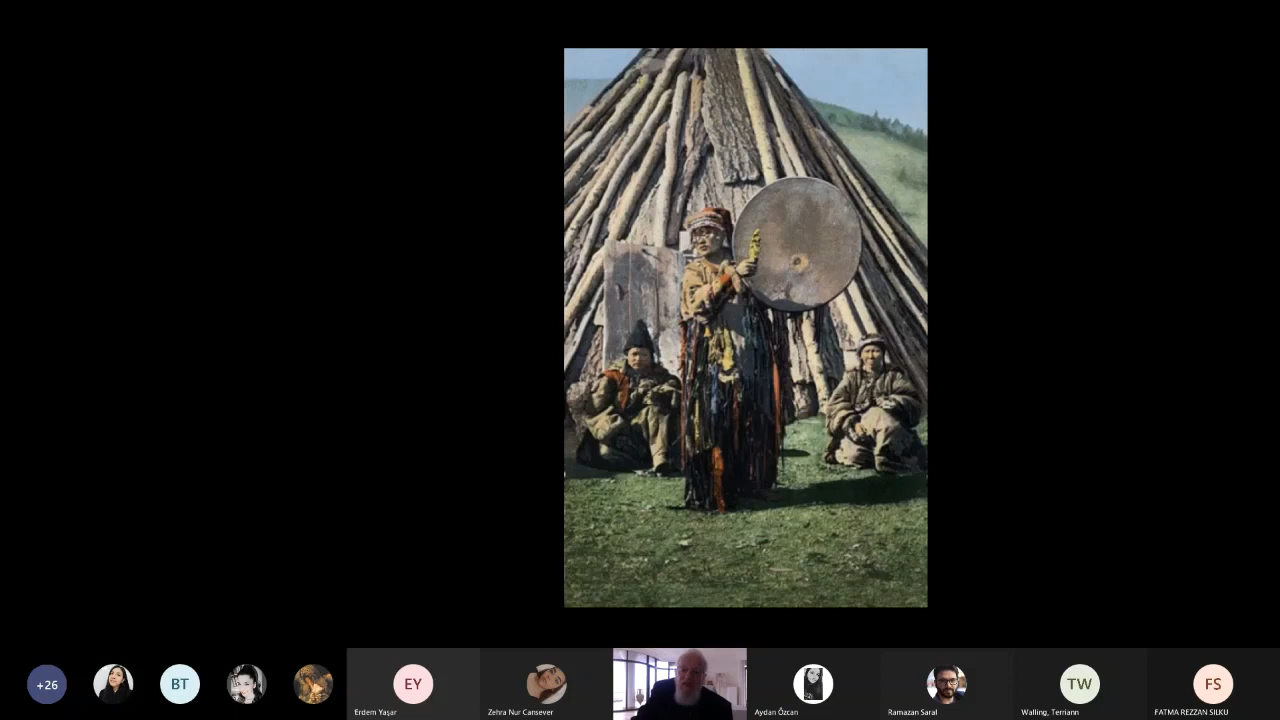 +26
BT
EY
Erdem Yaşar
Zehra Nur Cansever
Aydan Özcan
Ramazan Saral
TW
Walling, Terriann
FS
FATMA REZZAN SILKU